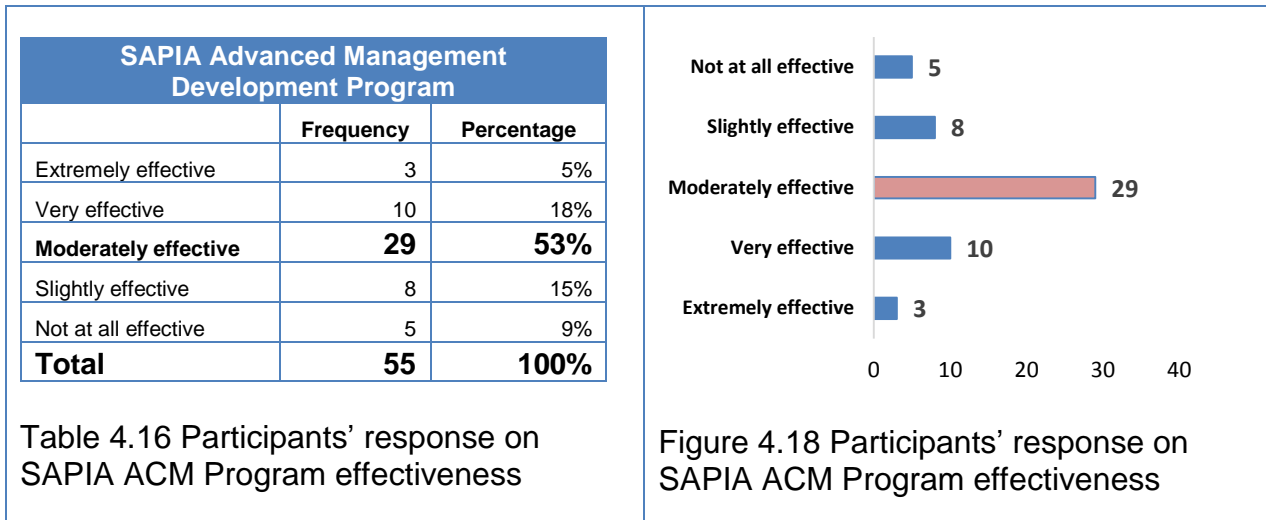 SAPIA Advanced Management
Development Program
Frequency Percentage
Extremely effective 3 5%
Very effective 10 18%
Moderately effective 29 53%
Slightly effective 8 15%
Not at all effective 5 9%
Total 55 100%
Table 4.16 Participants’ response on
SAPIA ACM Program effectiveness
Not at all effective 5
Slightly effective 8
Moderately effective 29
Very effective 10
Extremely effective 3
0 10 20 30 40
Figure 4.18 Participants’ response on
SAPIA ACM Program effectiveness